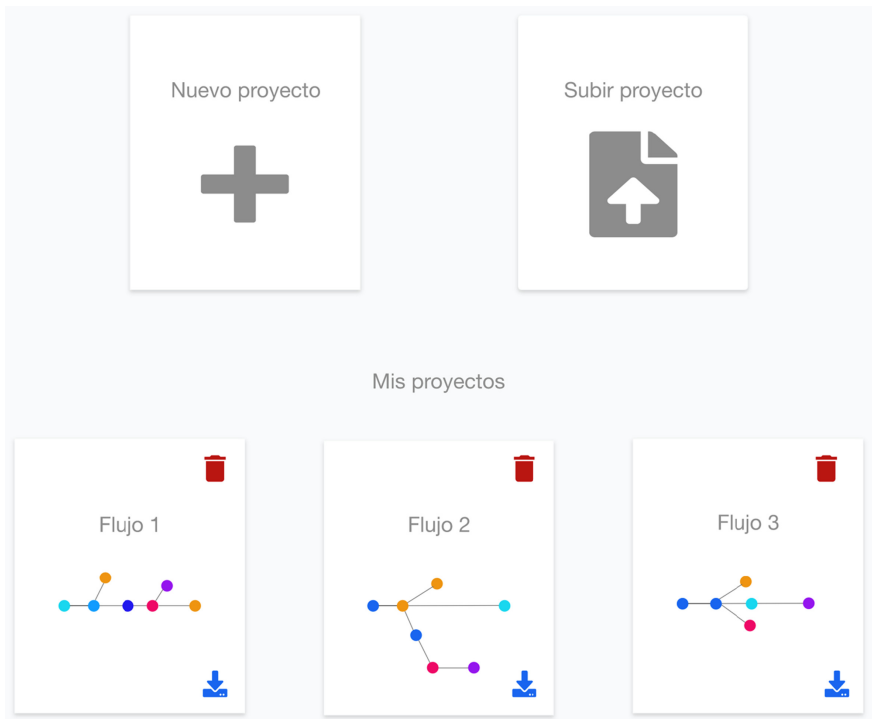 Nuevo proyecto
Subir proyecto
Mis proyectos
Flujo 1
Flujo 2
Flujo 3